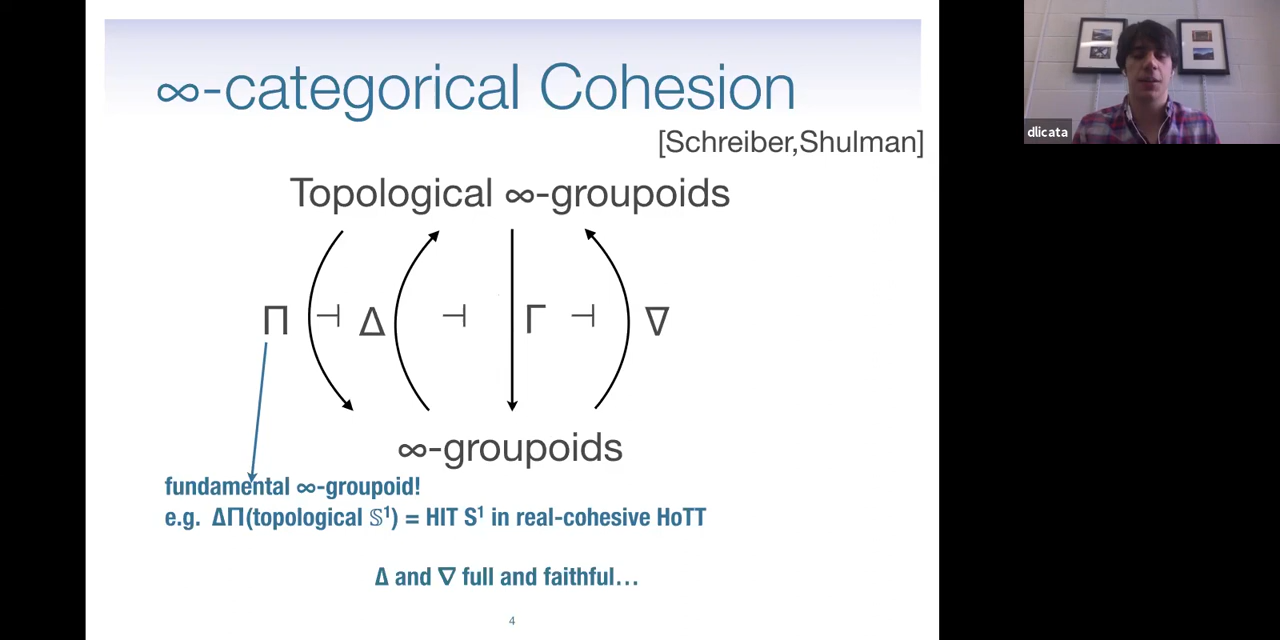 ∞-categorical Cohesion
[Schreiber,Shulman]
dlicata
Topological ∞-groupoids
Π ⊣ Δ ⊣ Γ ⊣ ∇
∞-groupoids
fundamental ∞-groupoid!
e.g. ΔΠ(topological 𝕊¹) = HIT S¹ in real-cohesive HoTT
Δ and ∇ full and faithful…
4